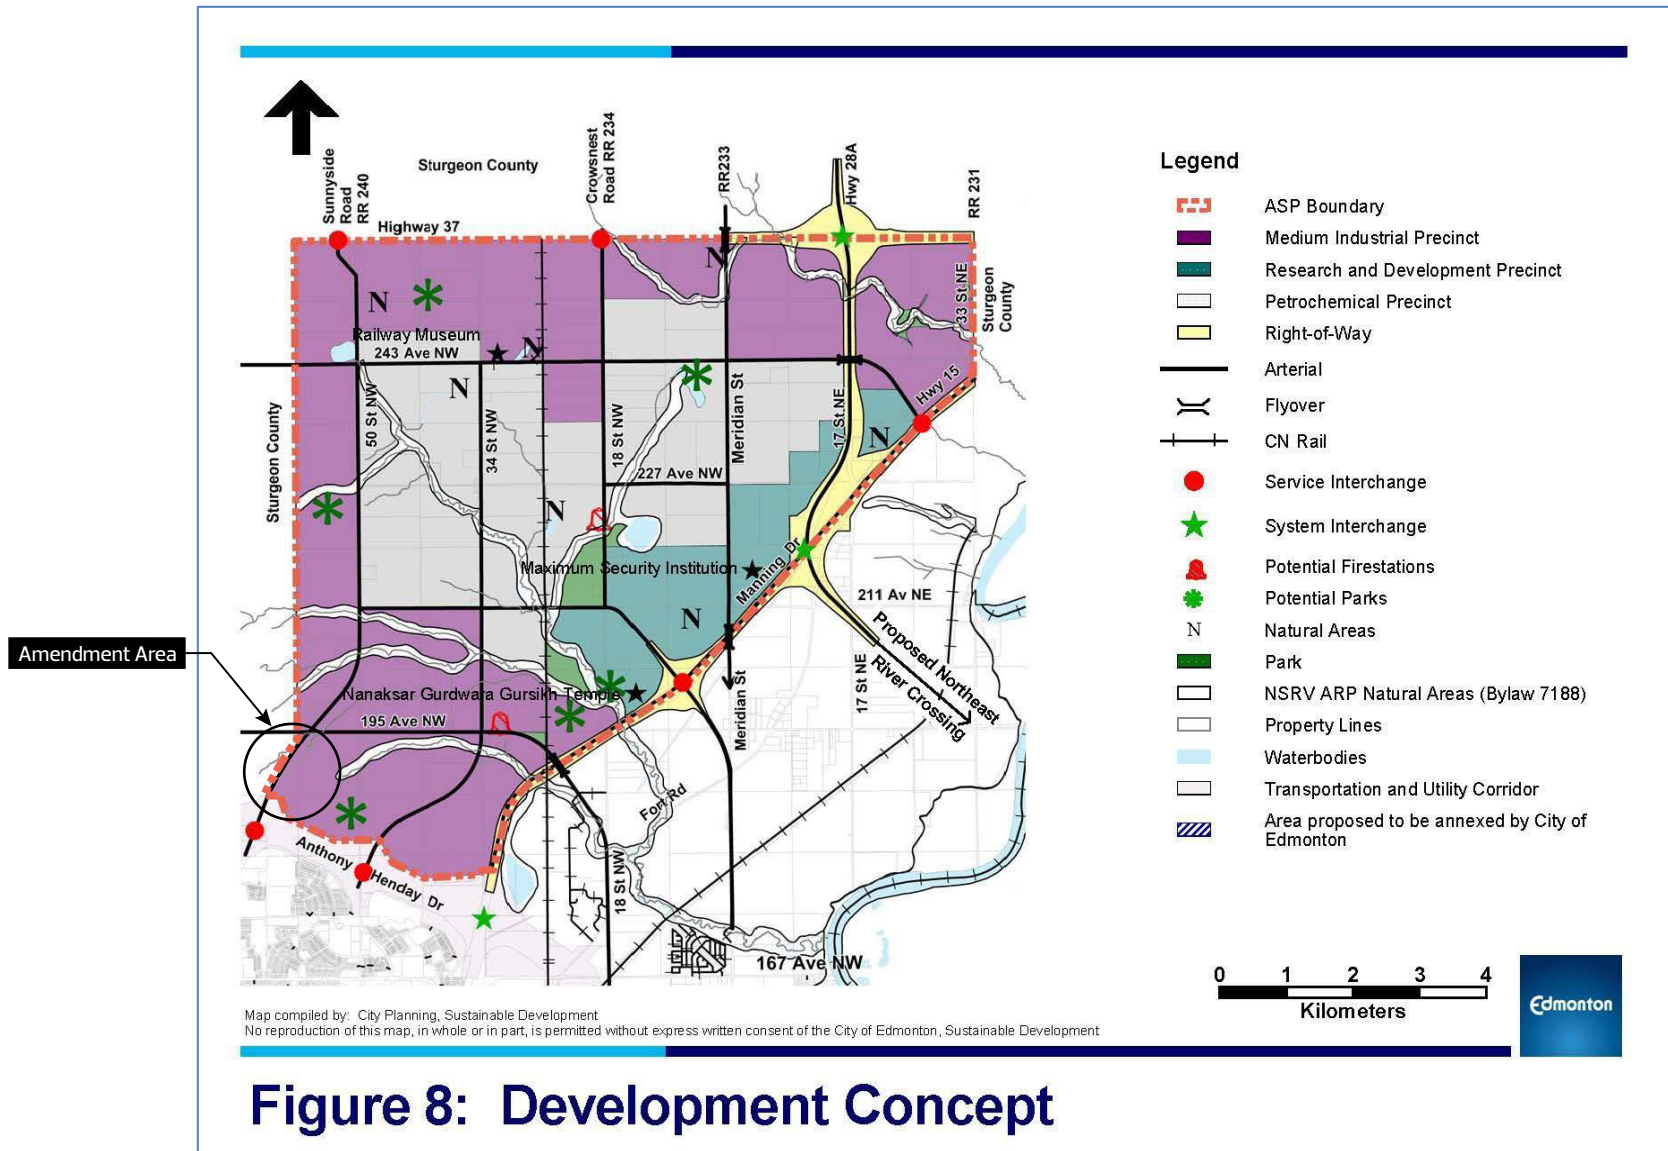 Sunnyside
Road
RR 240
Sturgeon County
Crowsnest
Road RR 234
RR233
Hwy 28A
RR 231
Highway 37
N
N
33 St NE
Sturgeon
County
Railway Museum
243 Ave NW
N
N
Hwy 15
50 St NW
34 St NW
18 St NW
Meridian St
17 St NE
N
Sturgeon County
227 Ave NW
N
Maximum Security Institution
Manning Dr
211 Av NE
N
Proposed Northeast
River Crossing
Amendment Area
Nanaksar Gurdwara Gursikh Temple
195 Ave NW
Meridian St
17 St NE
Fort Rd
Anthony
Henday Dr
18 St NW
167 Ave NW
Legend
ASP Boundary
Medium Industrial Precinct
Research and Development Precinct
Petrochemical Precinct
Right-of-Way
Arterial
Flyover
CN Rail
Service Interchange
System Interchange
Potential Firestations
Potential Parks
N Natural Areas
Park
NSRV ARP Natural Areas (Bylaw 7188)
Property Lines
Waterbodies
Transportation and Utility Corridor
Area proposed to be annexed by City of
Edmonton
0 1 2 3 4
Kilometers
Edmonton
Map compiled by: City Planning, Sustainable Development
No reproduction of this map, in whole or in part, is permitted without express written consent of the City of Edmonton, Sustainable Development
Figure 8: Development Concept